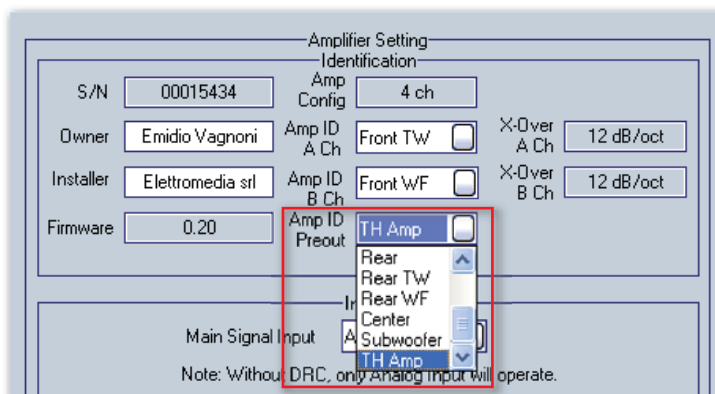 Amplifier Setting
Identification
S/N 00015434 Amp Config 4 ch
Owner Emidio Vagnoni Amp ID A Ch Front TW X-Over A Ch 12 dB/oct
Installer Elettromedia srl Amp ID B Ch Front WF X-Over B Ch 12 dB/oct
Firmware 0.20 Amp ID Preout TH Amp
Rear
Rear TW
Rear WF
Center
Subwoofer
TH Amp
Main Signal Input
Note: Without DRC, only Analog Input will operate.